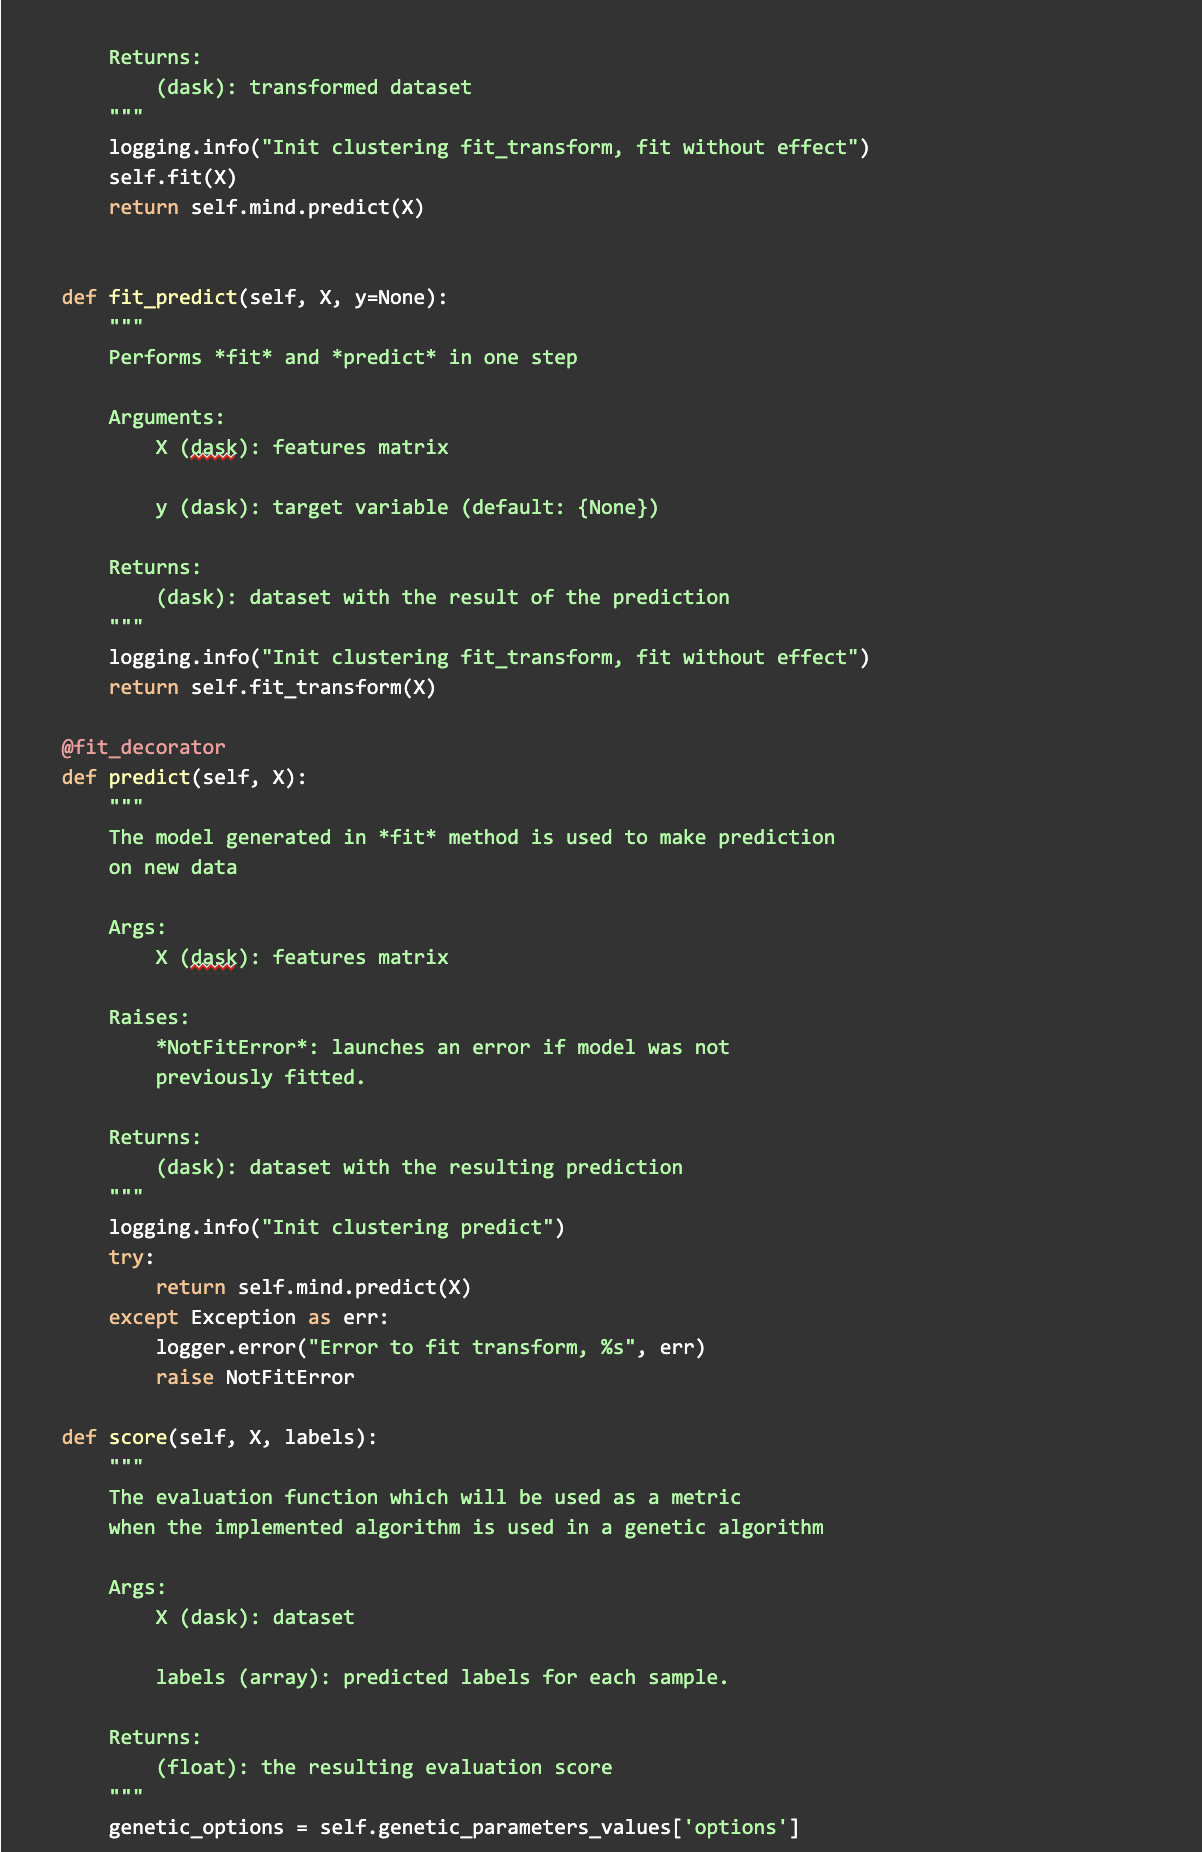 Returns:
(dask): transformed dataset
"""
logging.info("Init clustering fit_transform, fit without effect")
self.fit(X)
return self.mind.predict(X)
def fit_predict(self, X, y=None):
"""
Performs *fit* and *predict* in one step
Arguments:
X (dask): features matrix
y (dask): target variable (default: {None})
Returns:
(dask): dataset with the result of the prediction
"""
logging.info("Init clustering fit_transform, fit without effect")
return self.fit_transform(X)
@fit_decorator
def predict(self, X):
"""
The model generated in *fit* method is used to make prediction
on new data
Args:
X (dask): features matrix
Raises:
*NotFitError*: launches an error if model was not
previously fitted.
Returns:
(dask): dataset with the resulting prediction
"""
logging.info("Init clustering predict")
try:
return self.mind.predict(X)
except Exception as err:
logger.error("Error to fit transform, %s", err)
raise NotFitError
def score(self, X, labels):
"""
The evaluation function which will be used as a metric
when the implemented algorithm is used in a genetic algorithm
Args:
X (dask): dataset
labels (array): predicted labels for each sample.
Returns:
(float): the resulting evaluation score
"""
genetic_options = self.genetic_parameters_values['options']